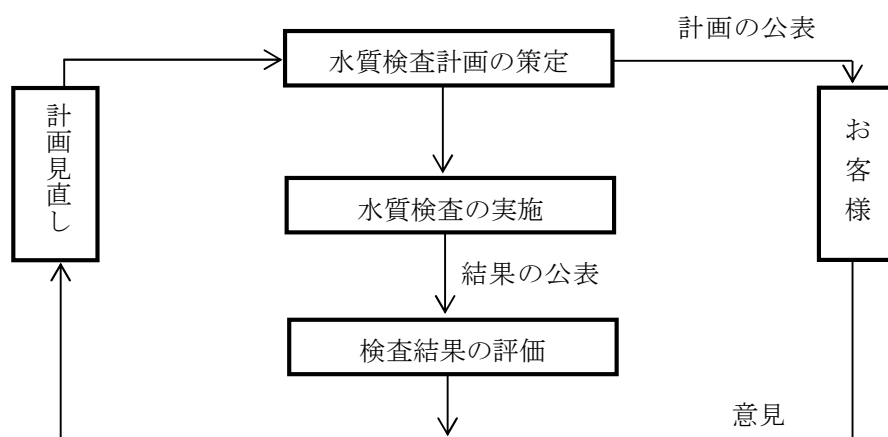 計画の公表
水質検査計画の策定
計画見直し
お客様
水質検査の実施
結果の公表
検査結果の評価
意見